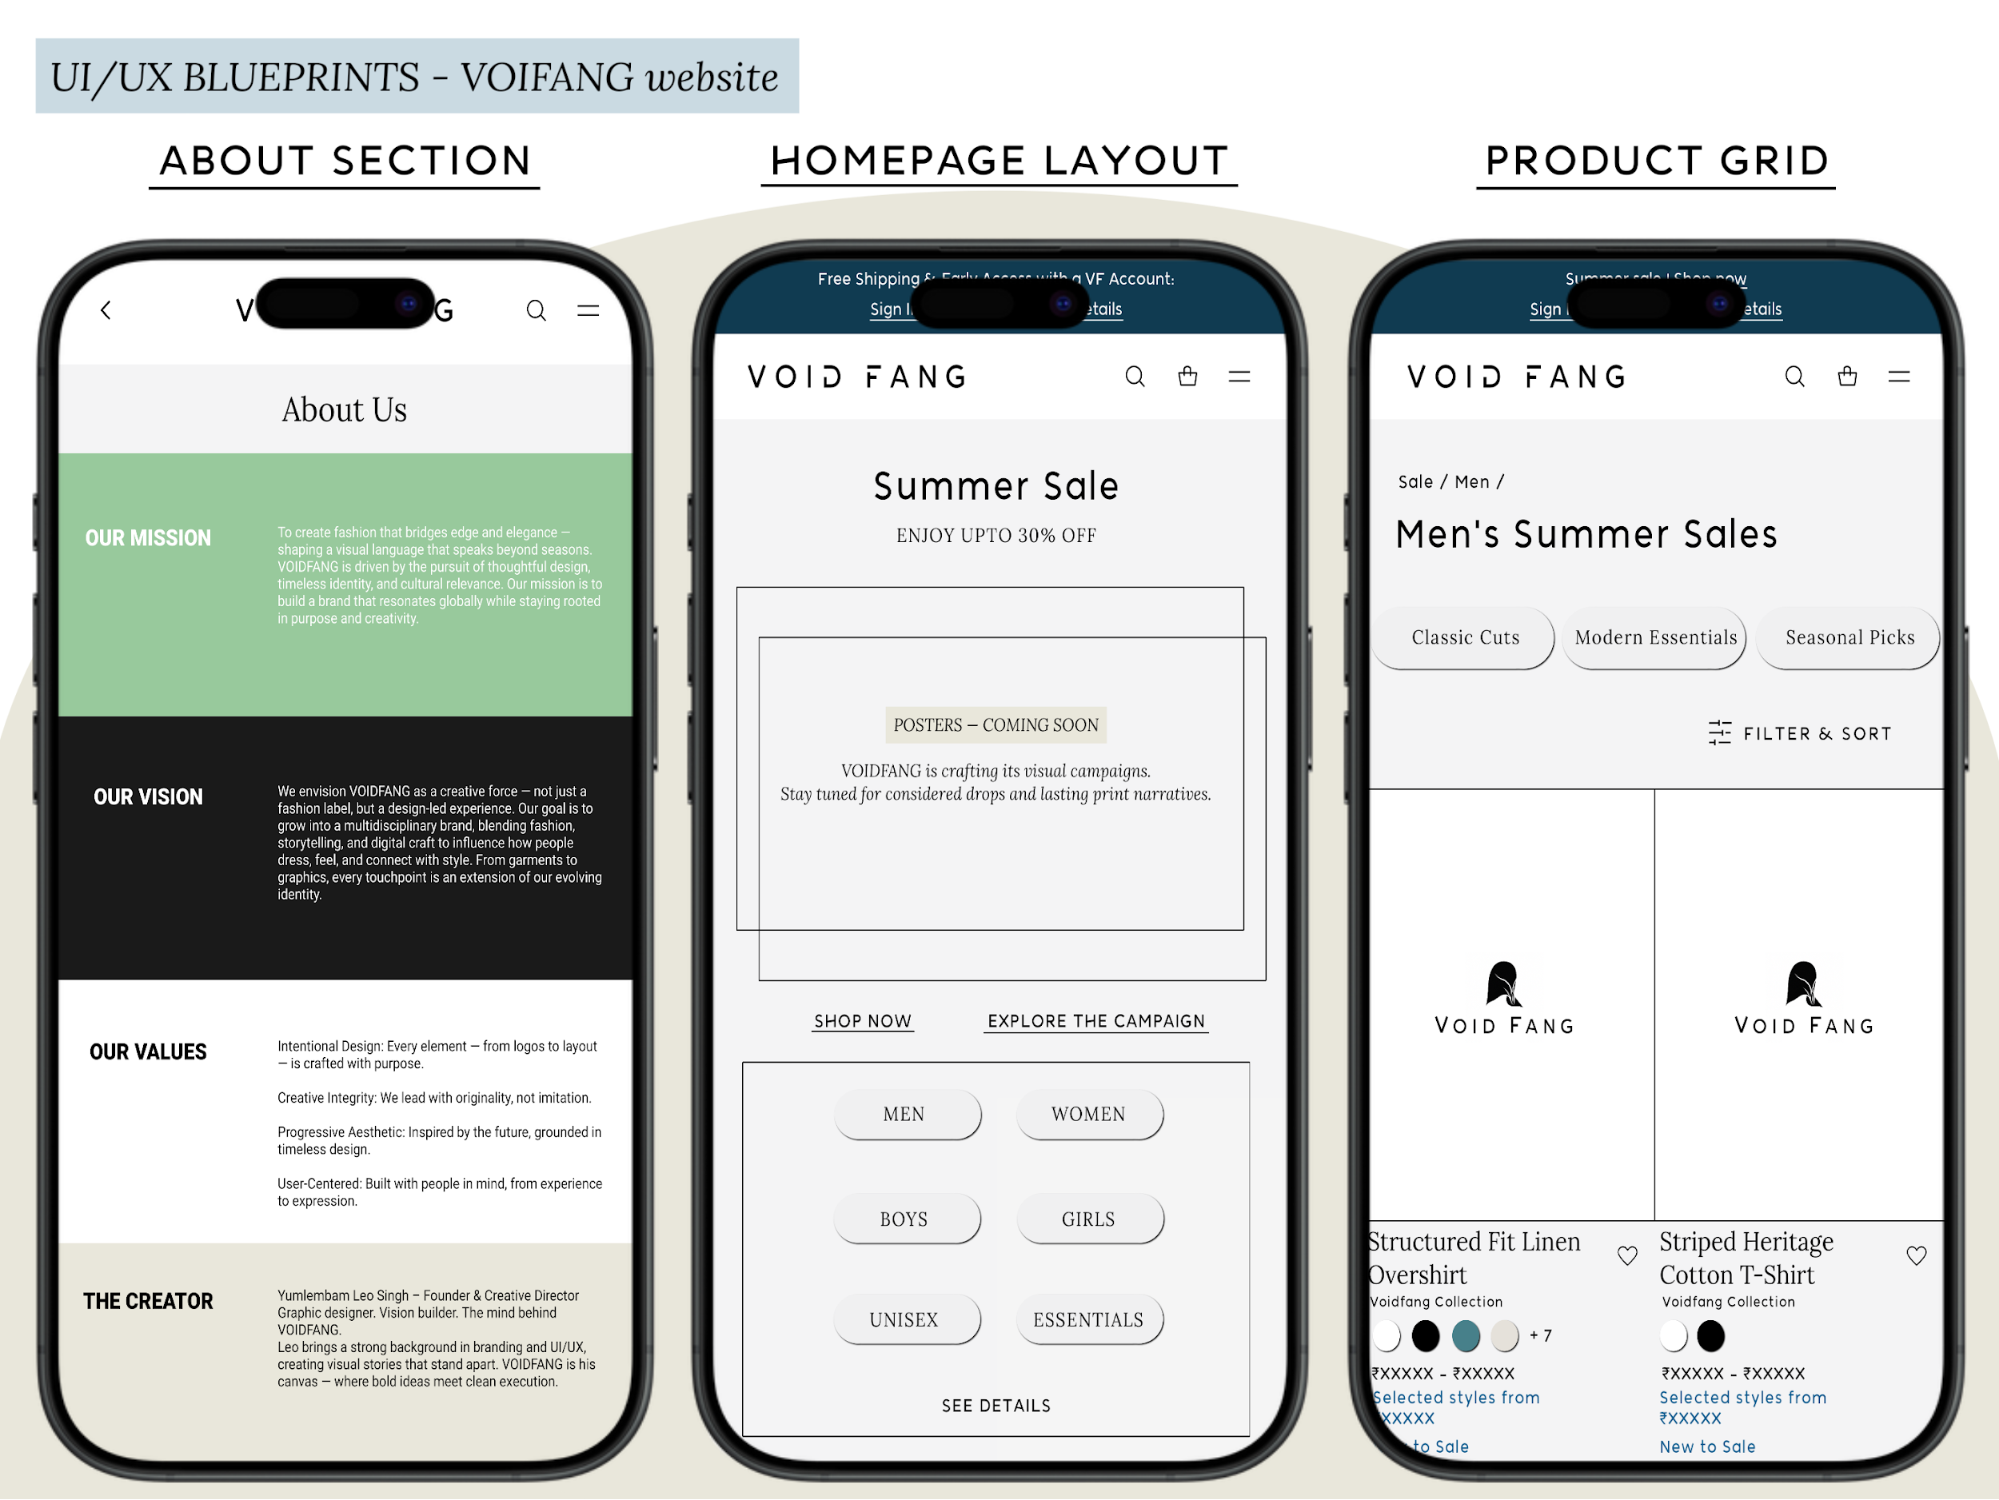 UI/UX BLUEPRINTS - VOIFANG website
ABOUT SECTION
G
About Us
OUR MISSION
To create fashion that bridges edge and elegance —
shaping a visual language that speaks beyond seasons.
VOIDFANG is driven by the pursuit of thoughtful design,
timeless identity, and cultural relevance. Our mission is to
build a brand that resonates globally while staying rooted
in purpose and creativity.
OUR VISION
We envision VOIDFANG as a creative force — not just a
fashion label, but a design-led experience. Our goal is to
grow into a multidisciplinary brand, blending fashion,
storytelling, and digital craft to influence how people
dress, feel, and connect with style. From garments to
graphics, every touchpoint is an extension of our evolving
identity.
OUR VALUES
Intentional Design: Every element — from logos to layout
— is crafted with purpose.
Creative Integrity: We lead with originality, not imitation.
Progressive Aesthetic: Inspired by the future, grounded in
timeless design.
User-Centered: Built with people in mind, from experience
to expression.
THE CREATOR
Yumlembam Leo Singh – Founder & Creative Director
Graphic designer. Vision builder. The mind behind
VOIDFANG.
Leo brings a strong background in branding and UI/UX,
creating visual stories that stand apart. VOIDFANG is his
canvas — where bold ideas meet clean execution.
HOMEPAGE LAYOUT
Free Shipping & Early Access with a VF Account:
Sign
VOID FANG
Summer Sale
ENJOY UPTO 30% OFF
POSTERS — COMING SOON
VOIDFANG is crafting its visual campaigns.
Stay tuned for considered drops and lasting print narratives.
SHOP NOW
EXPLORE THE CAMPAIGN
MEN
WOMEN
BOYS
GIRLS
UNISEX
ESSENTIALS
SEE DETAILS
PRODUCT GRID
Summer sale | Shop now
Sign
VOID FANG
Sale / Men /
Men's Summer Sales
Classic Cuts
Modern Essentials
Seasonal Picks
FILTER & SORT
VOID FANG
VOID FANG
Structured Fit Linen
Overshirt
Voidfang Collection
+ 7
₹XXXXX - ₹XXXXX
Selected styles from
₹XXXXX
to Sale
Striped Heritage
Cotton T-Shirt
Voidfang Collection
₹XXXXX - ₹XXXXX
Selected styles from
₹XXXXX
New to Sale